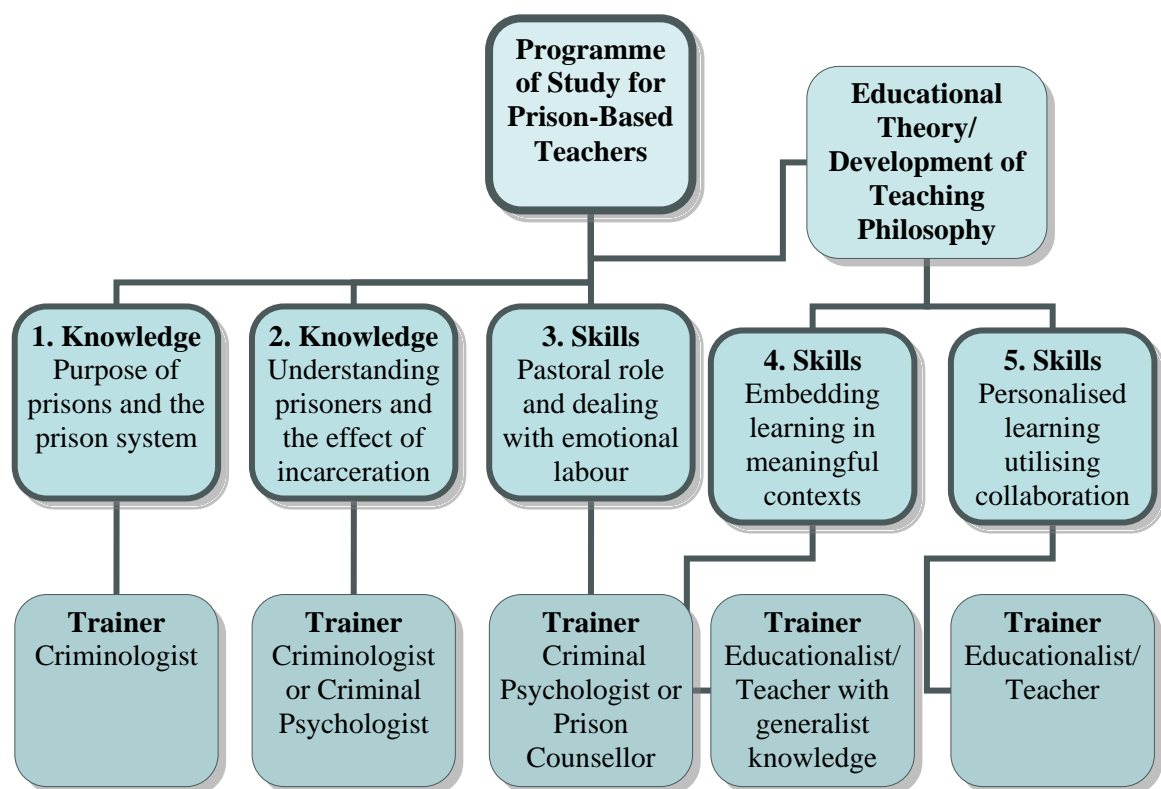 Programme
of Study for
Prison-Based
Teachers
Educational
Theory/
Development of
Teaching
Philosophy
1. Knowledge
Purpose of
prisons and the
prison system
2. Knowledge
Understanding
prisoners and
the effect of
incarceration
3. Skills
Pastoral role
and dealing
with emotional
labour
4. Skills
Embedding
learning in
meaningful
contexts
5. Skills
Personalised
learning
utilising
collaboration
Trainer
Criminologist
Trainer
Criminologist
or Criminal
Psychologist
Trainer
Criminal
Psychologist or
Prison
Counsellor
Trainer
Educationalist/
Teacher with
generalist
knowledge
Trainer
Educationalist/
Teacher